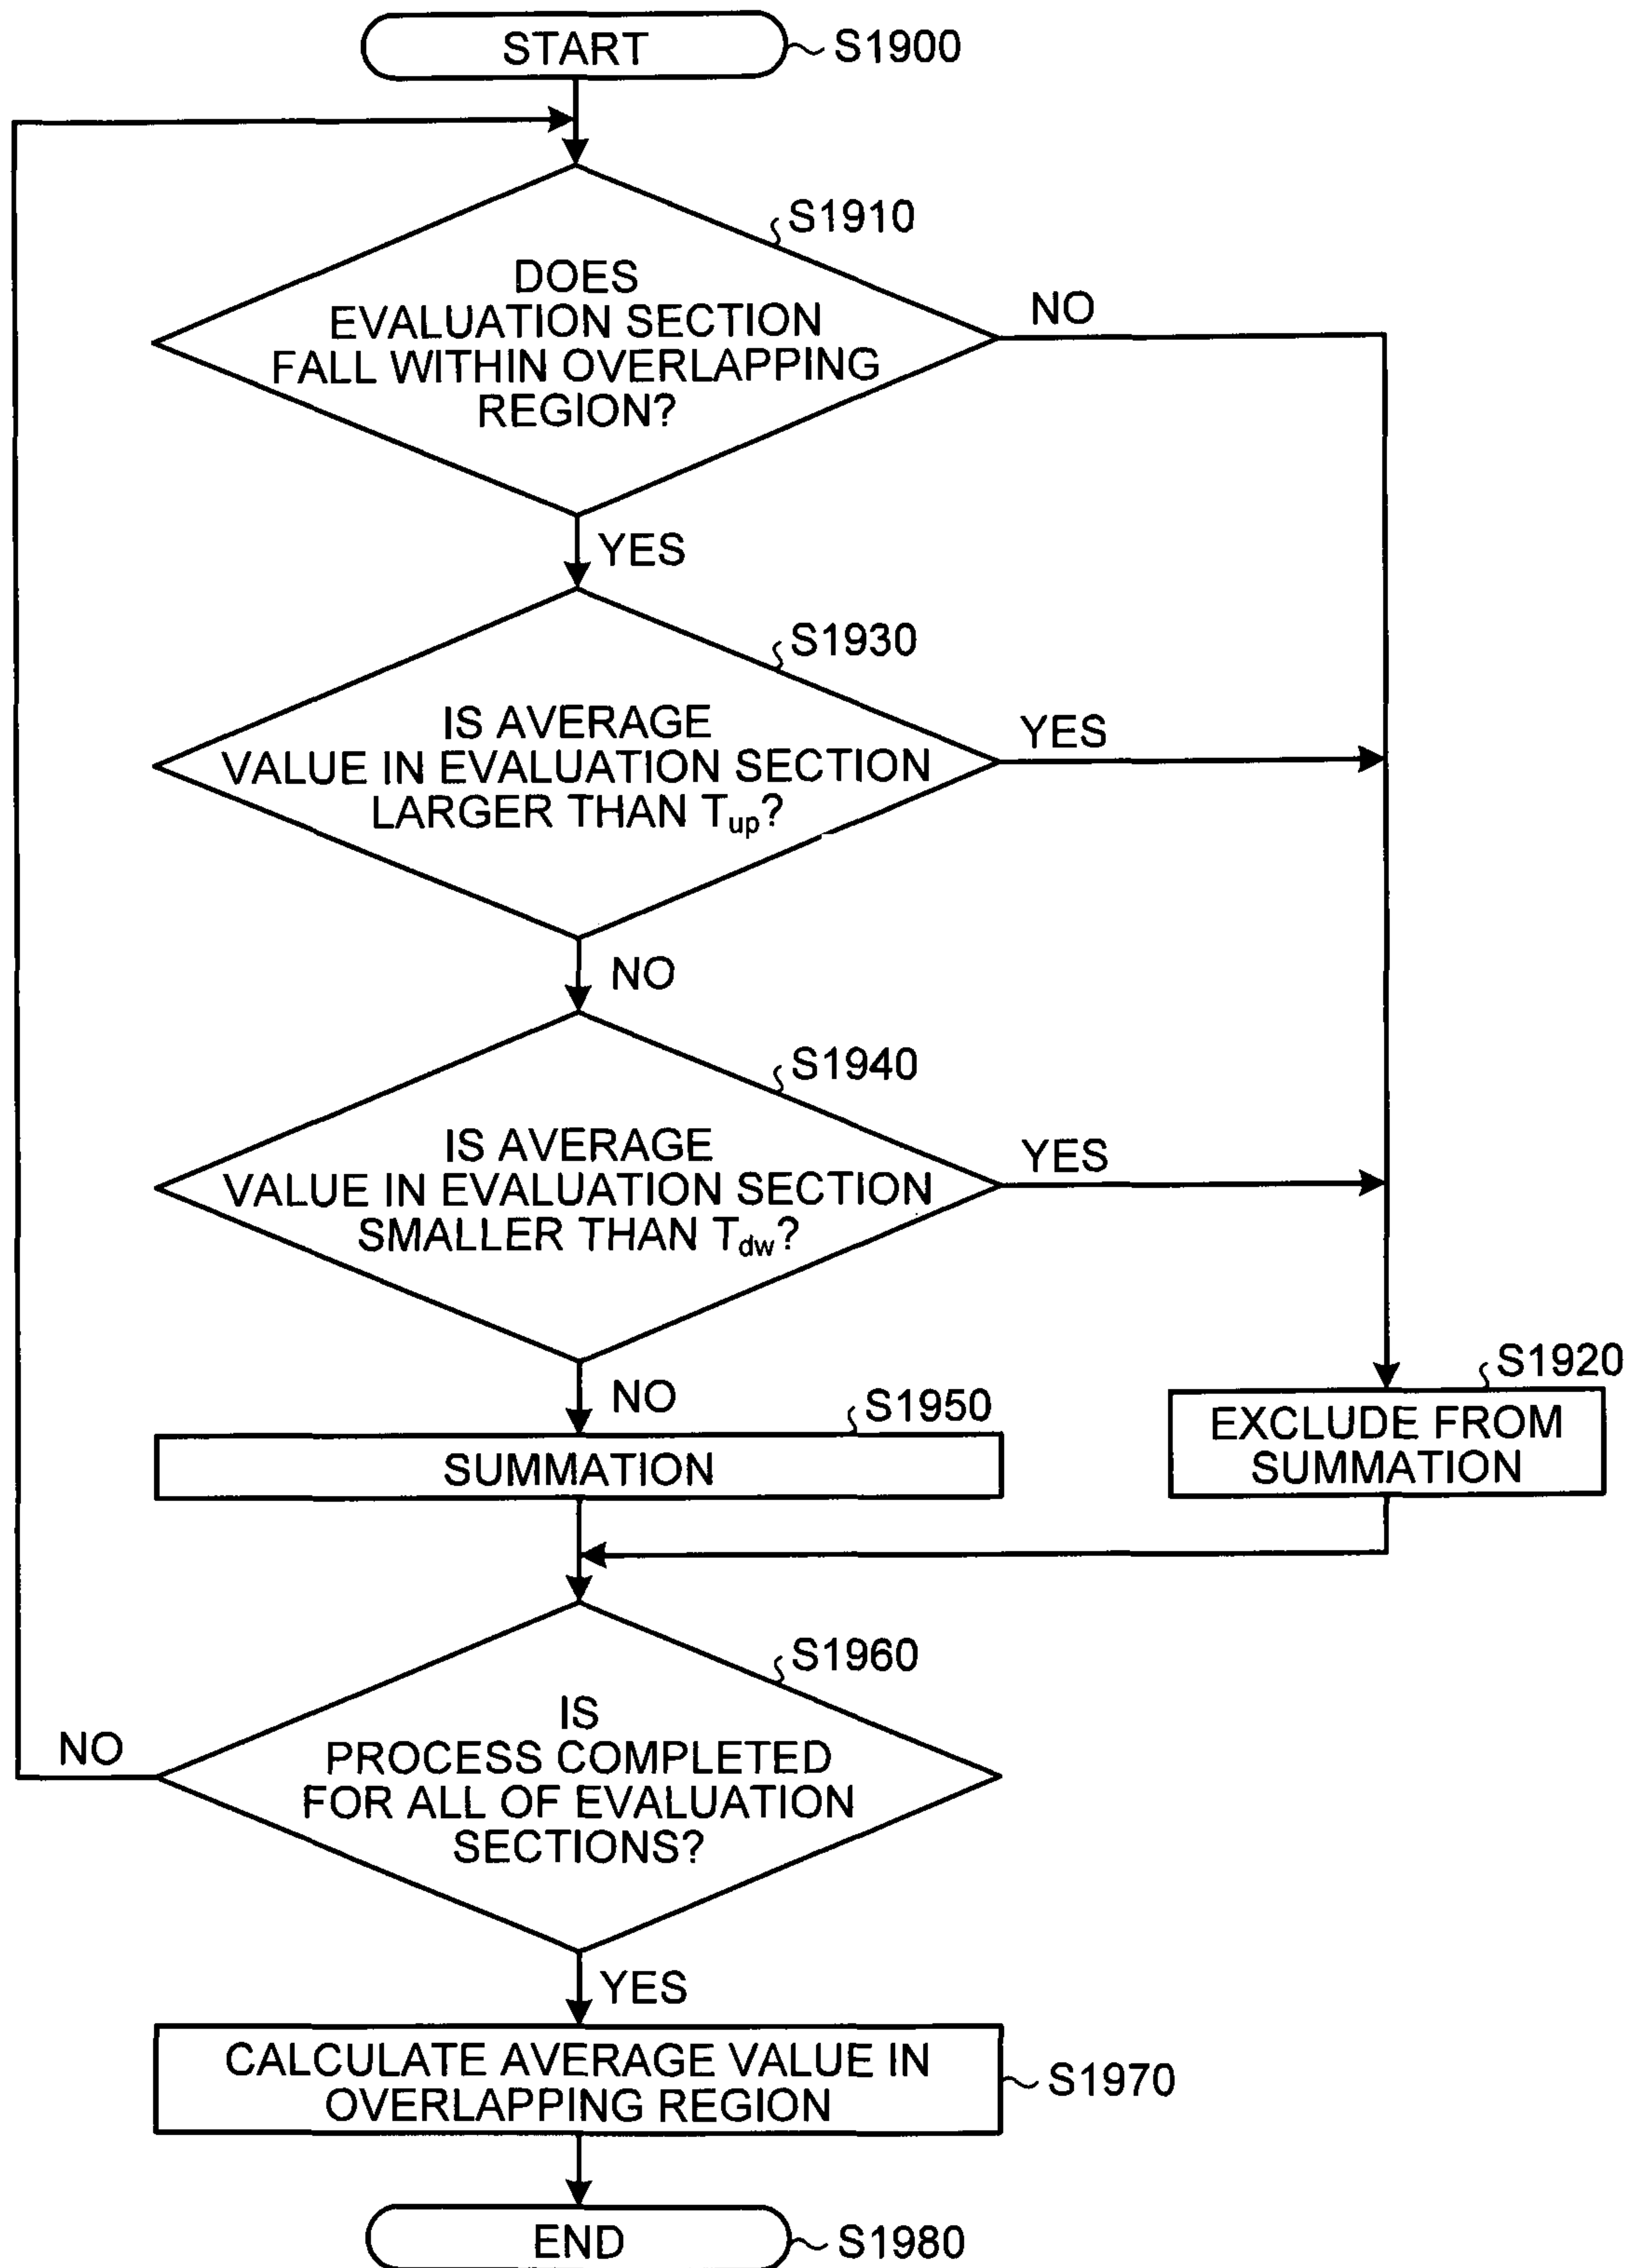 START
S1900
S1910
DOES
EVALUATION SECTION
FALL WITHIN OVERLAPPING
REGION?
NO
YES
S1930
IS AVERAGE
VALUE IN EVALUATION SECTION
LARGER THAN Tup?
YES
NO
S1940
IS AVERAGE
VALUE IN EVALUATION SECTION
SMALLER THAN Tdw?
YES
NO
S1950
SUMMATION
S1920
EXCLUDE FROM
SUMMATION
S1960
IS
PROCESS COMPLETED
FOR ALL OF EVALUATION
SECTIONS?
NO
YES
CALCULATE AVERAGE VALUE IN
OVERLAPPING REGION
S1970
END
S1980